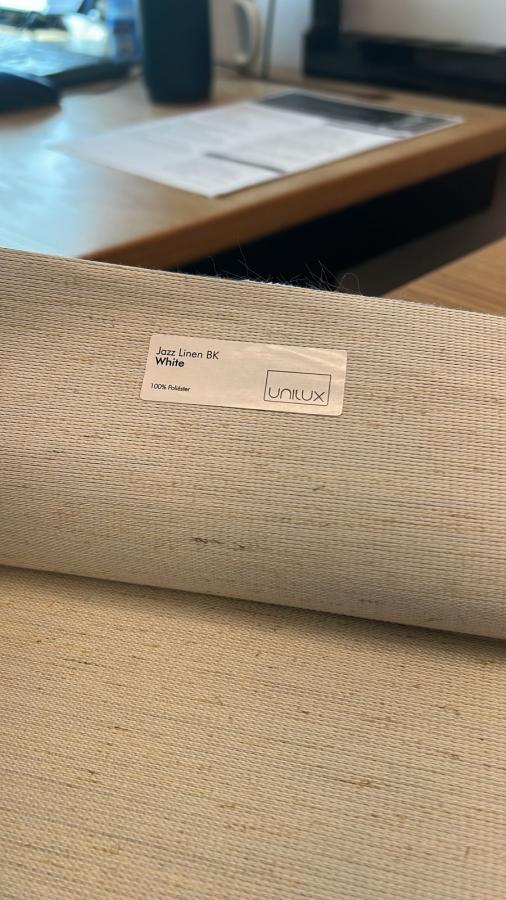 Jazz Linen BK
White
100% Poliéster
UNILUX